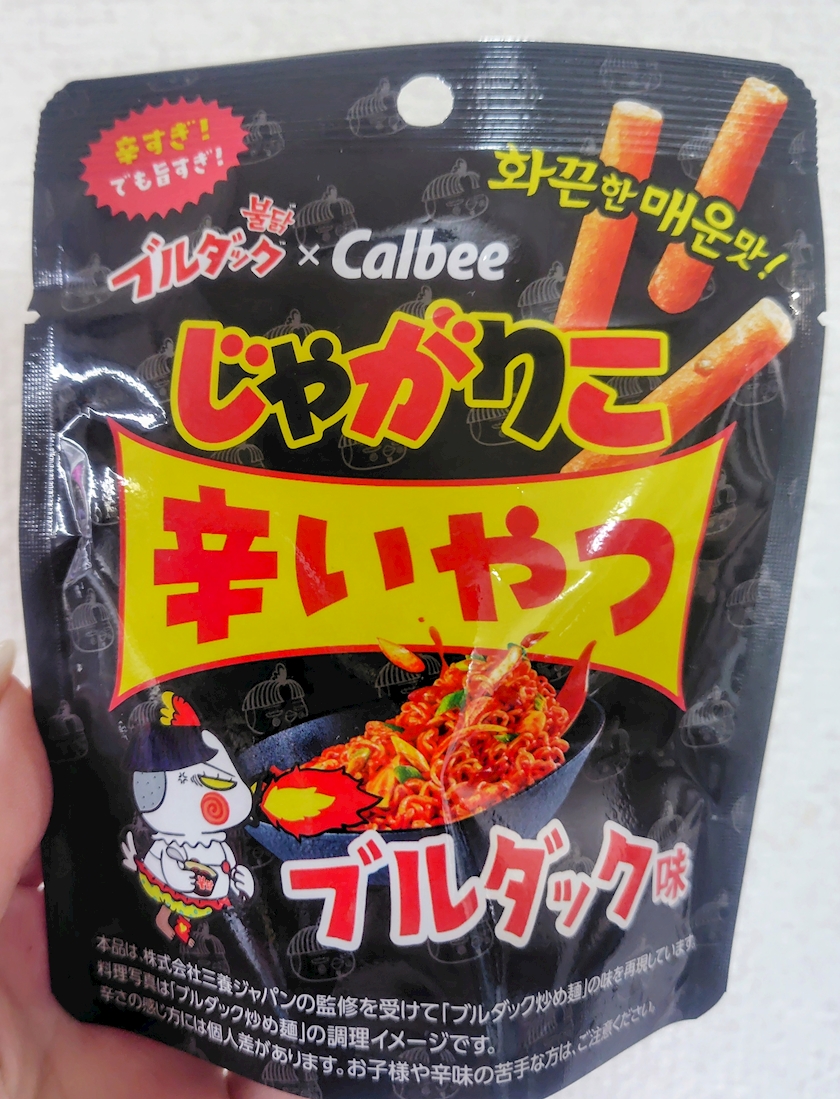 辛すぎ!
でも旨すぎ!
불닭
ブルダック × Calbee
화끈한 매운맛!
じゃがりこ
辛いやつ
ブルダック味
本品は、株式会社三養ジャパンの監修を受けて「ブルダック炒め麺」の味を再現しています。
料理写真は「ブルダック炒め麺」の調理イメージです。
辛さの感じ方には個人差があります。お子様や辛味の苦手な方は、ご注意ください。